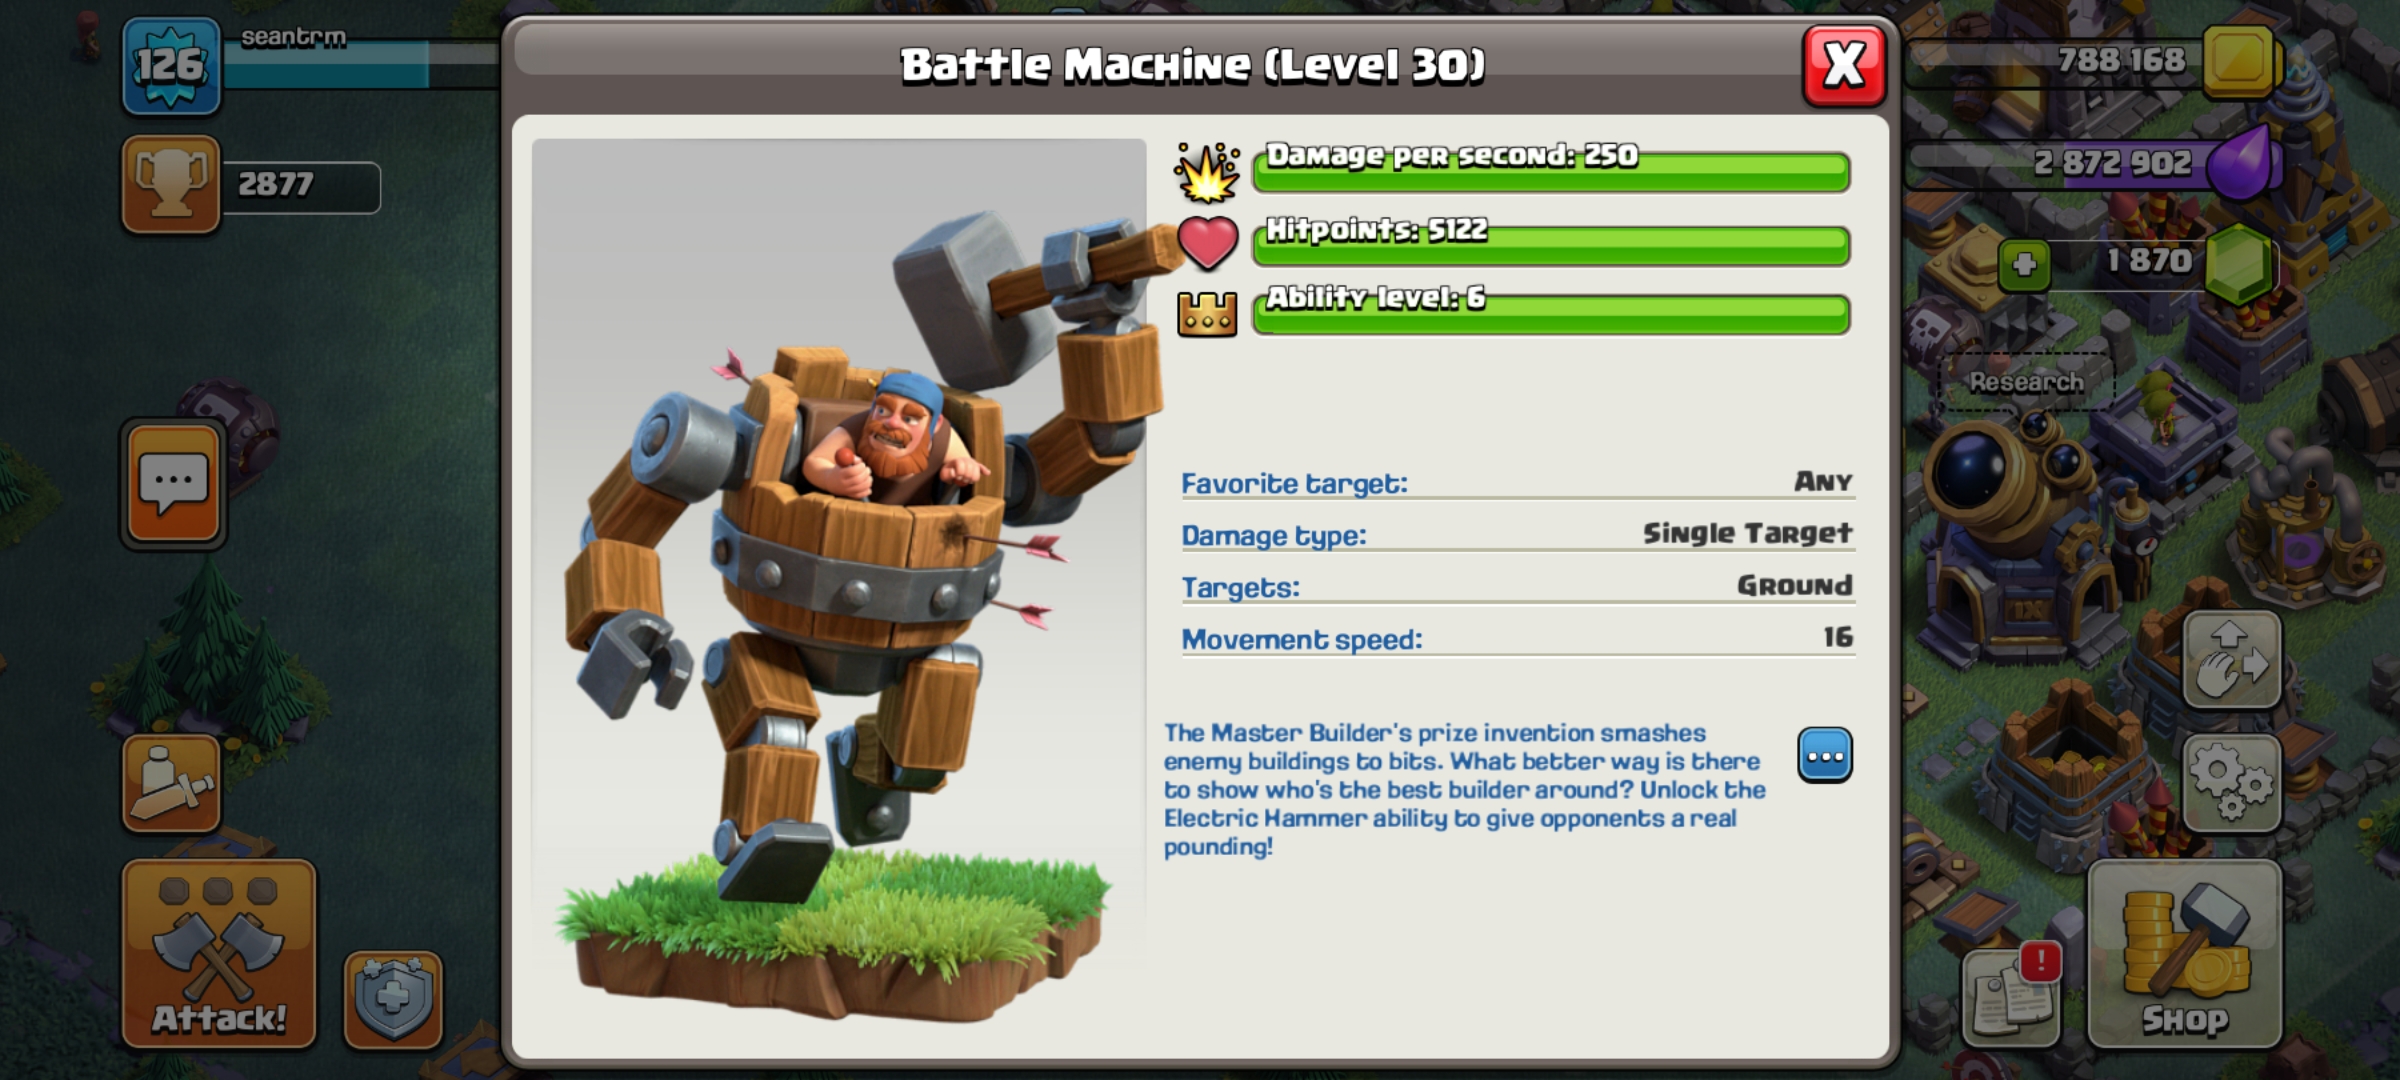 126
seantrm
2877
Attack!
Battle Machine (Level 30)
X
Damage per second: 250
Hitpoints: 5122
Ability level: 6
Favorite target: Any
Damage type: Single Target
Targets: Ground
Movement speed: 16
The Master Builder's prize invention smashes
enemy buildings to bits. What better way is there
to show who's the best builder around? Unlock the
Electric Hammer ability to give opponents a real
pounding!
788 168
2 872 902
1 870
Research
IX
!
Shop